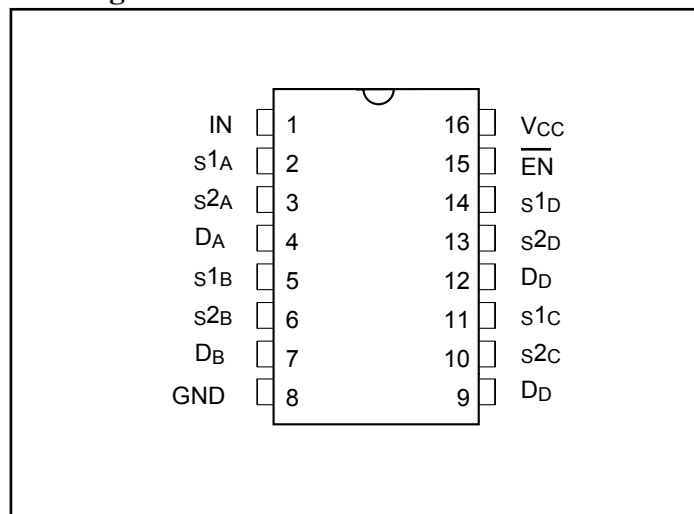 IN 1 16 VCC
S1A 2 15 EN
S2A 3 14 S1D
DA 4 13 S2D
S1B 5 12 DD
S2B 6 11 S1C
DB 7 10 S2C
GND 8 9 DD